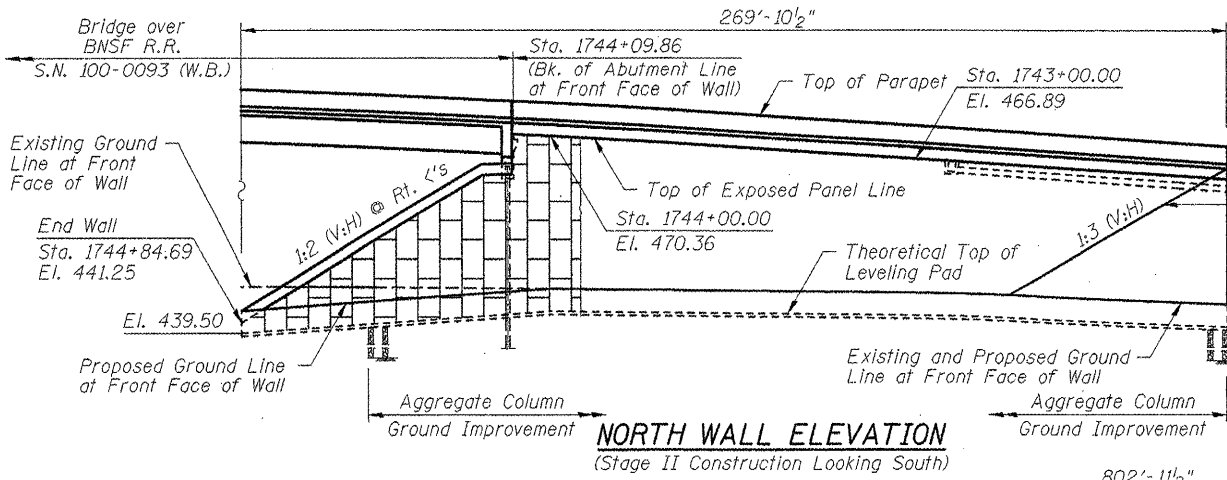 269'-10½"
Bridge over
BNSF R.R.
S.N. 100-0093 (W.B.)
Sta. 1744+09.86
(Bk. of Abutment Line
at Front Face of Wall)
Top of Parapet
Sta. 1743+00.00
El. 466.89
Existing Ground
Line at Front
Face of Wall
1:2 (V:H) @ Rt. <'s
Top of Exposed Panel Line
Sta. 1744+00.00
El. 470.36
1:3 (V:H)
End Wall
Sta. 1744+84.69
El. 441.25
Theoretical Top of
Leveling Pad
El. 439.50
Proposed Ground Line
at Front Face of Wall
Existing and Proposed Ground
Line at Front Face of Wall
Aggregate Column
Ground Improvement
Aggregate Column
Ground Improvement
NORTH WALL ELEVATION
(Stage II Construction Looking South)
802'-11½"